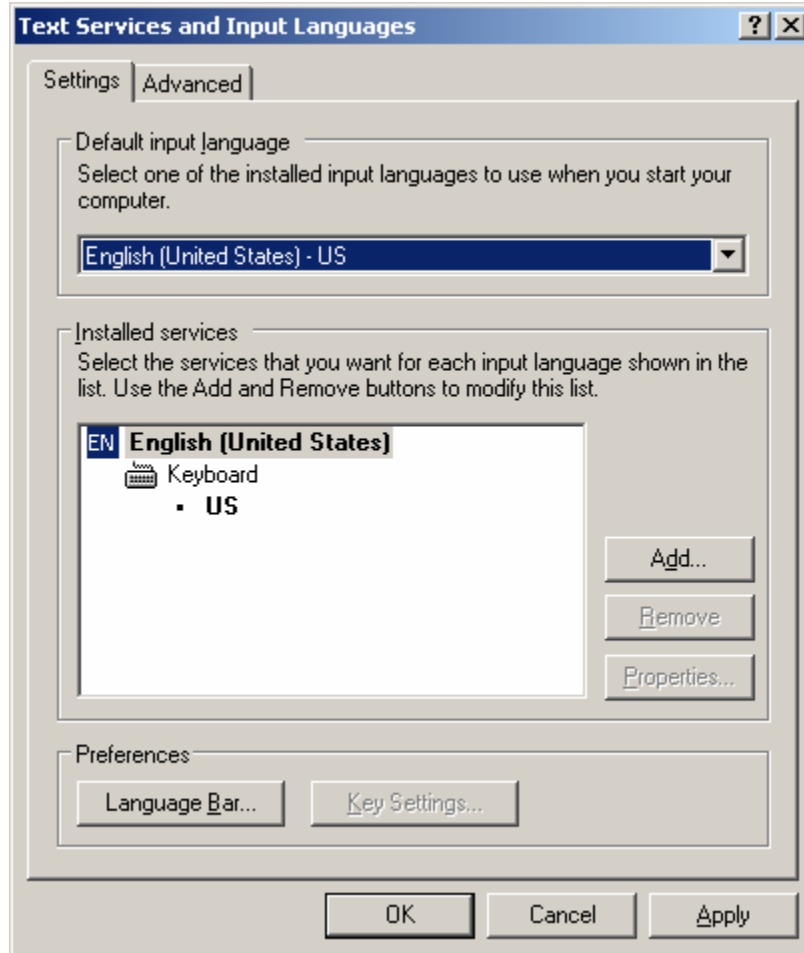 Text Services and Input Languages
Settings
Advanced
Default input language
Select one of the installed input languages to use when you start your
computer.
English (United States) - US
Installed services
Select the services that you want for each input language shown in the
list. Use the Add and Remove buttons to modify this list.
EN English (United States)
Keyboard
US
Add...
Remove
Properties...
Preferences
Language Bar...
Key Settings...
OK
Cancel
Apply